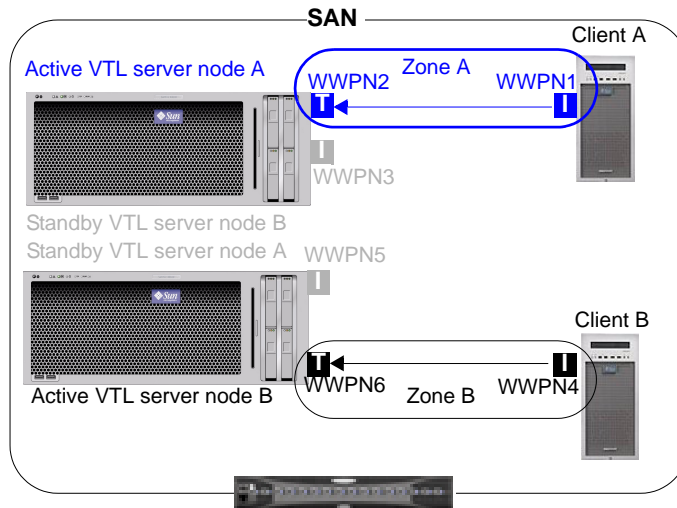 SAN
Client A
Active VTL server node A
Zone A
WWPN2
WWPN1
T
I
Sun
I
WWPN3
Standby VTL server node B
Standby VTL server node A
WWPN5
I
Sun
Client B
T
I
WWPN6
WWPN4
Zone B
Active VTL server node B